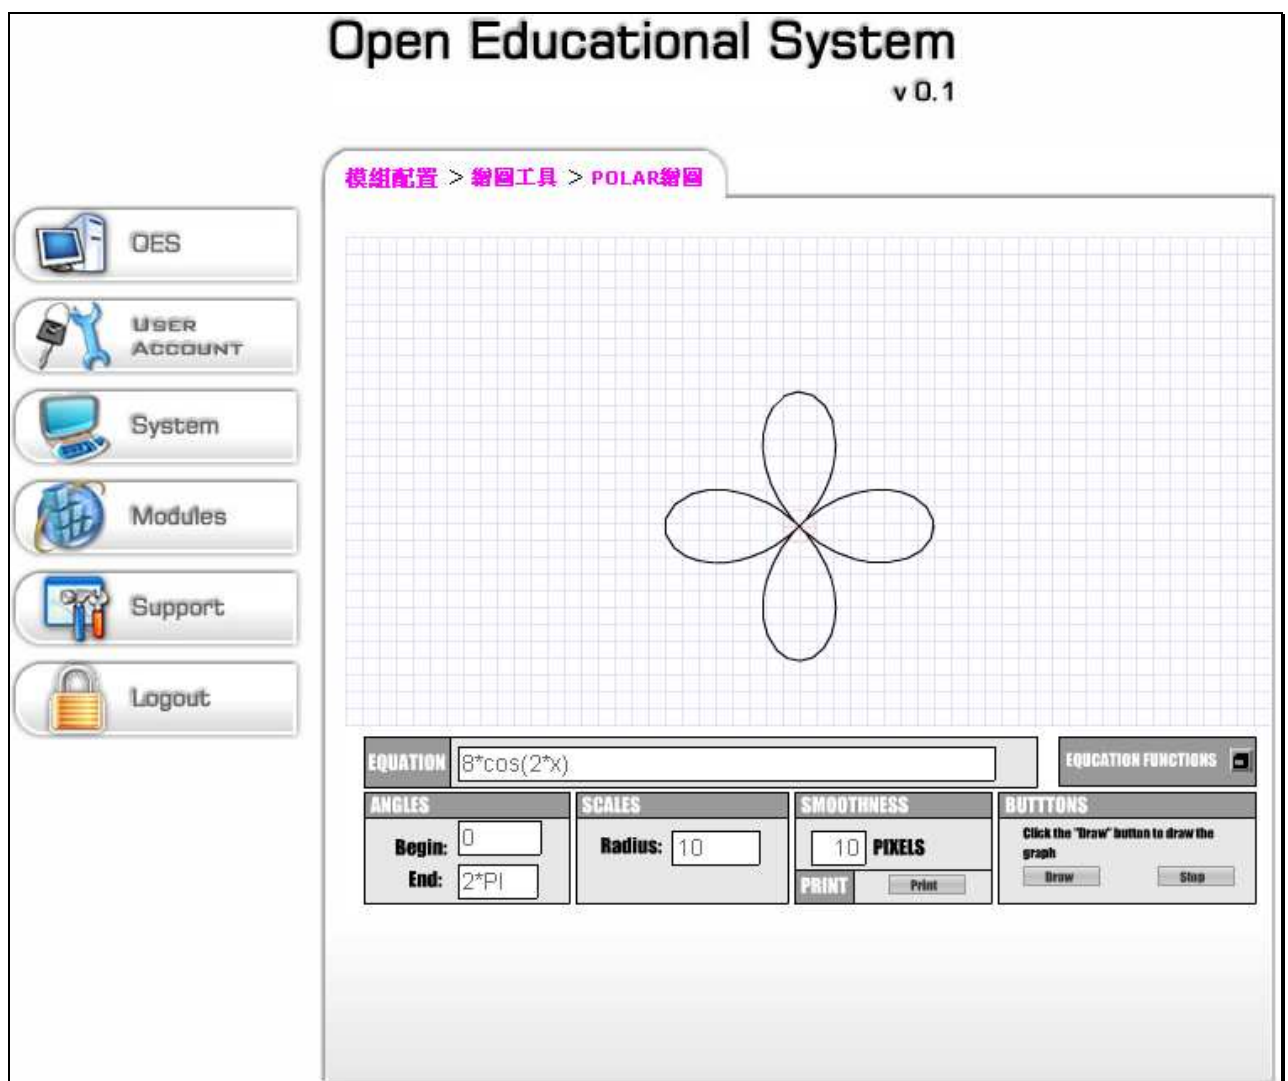 Open Educational System
v 0.1
模組配置 > 繪圖工具 > POLAR繪圖
OES
USER
ACCOUNT
System
Modules
Support
Logout
EQUATION 8*cos(2*x)
EQUCATION FUNCTIONS
ANGLES
Begin: 0
End: 2*PI
SCALES
Radius: 10
SMOOTHNESS
10 PIXELS
PRINT Print
BUTTTONS
Click the "Draw" button to draw the
graph
Draw Stop